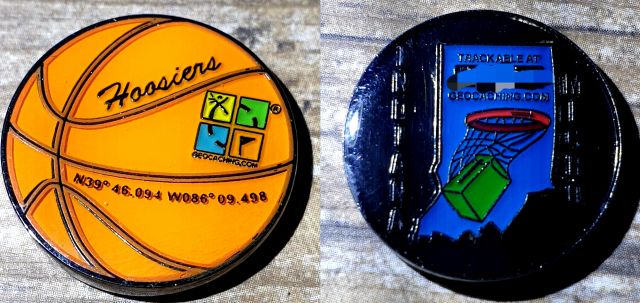 Hoosiers
GEOCACHING.COM
N39° 46.094 W086° 09.498
TRACKABLE AT
GEOCACHING.COM